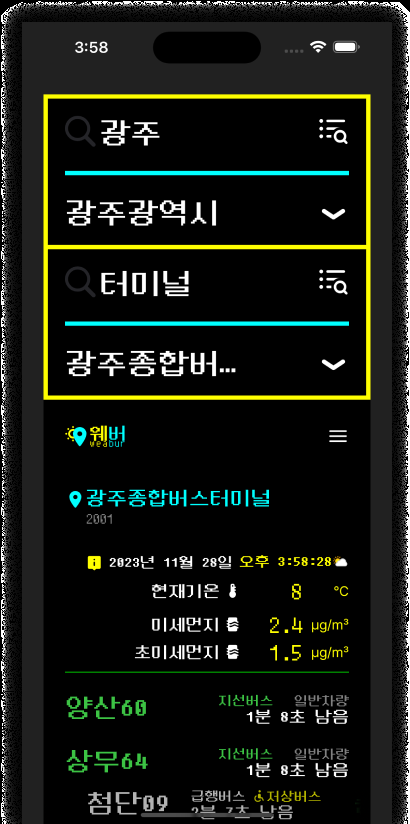 3:58
광주
광주광역시
터미널
광주종합버...
웨버
weabur
광주종합버스터미널
2001
2023년 11월 28일 오후 3:58:28
현재기온 8 °C
미세먼지 2.4 μg/m³
초미세먼지 1.5 μg/m³
양산60 지선버스 일반차량
1분 8초 남음
상무64 지선버스 일반차량
1분 8초 남음
첨단09 급행버스 저상버스
2분 7초 남음